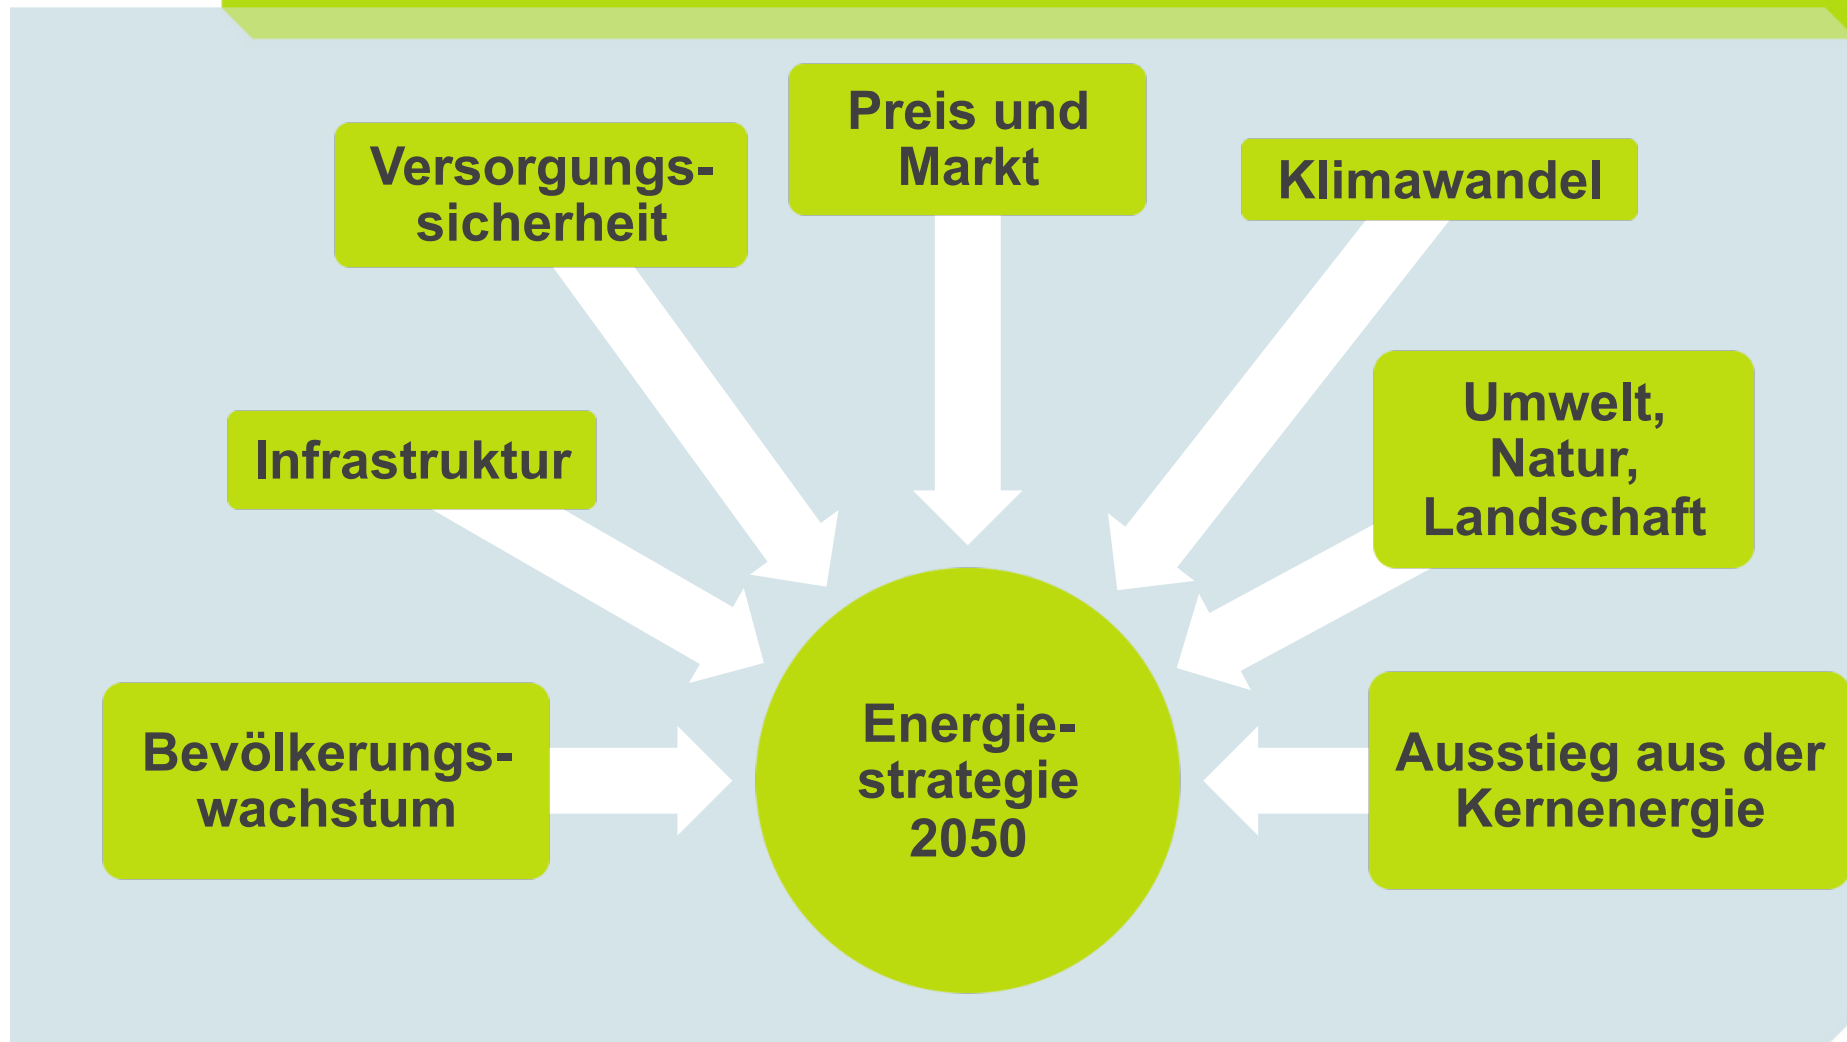 Preis und
Markt
Versorgungs-
sicherheit
Klimawandel
Infrastruktur
Umwelt,
Natur,
Landschaft
Bevölkerungs-
wachstum
Energie-
strategie
2050
Ausstieg aus der
Kernenergie